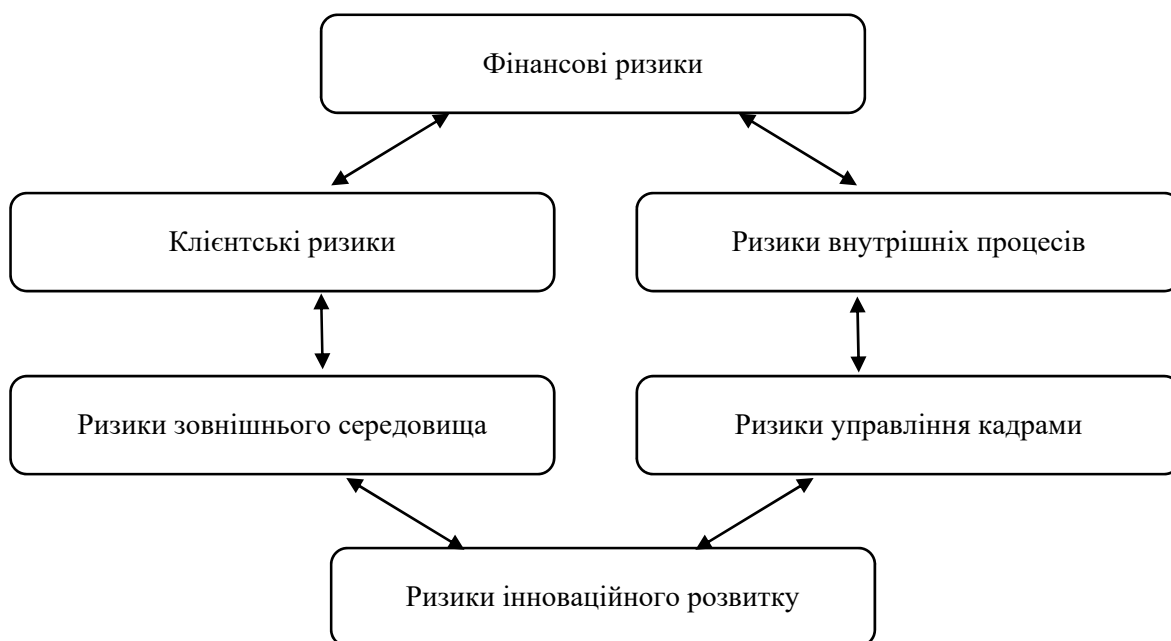 Фінансові ризики
Клієнтські ризики
Ризики внутрішніх процесів
Ризики зовнішнього середовища
Ризики управління кадрами
Ризики інноваційного розвитку